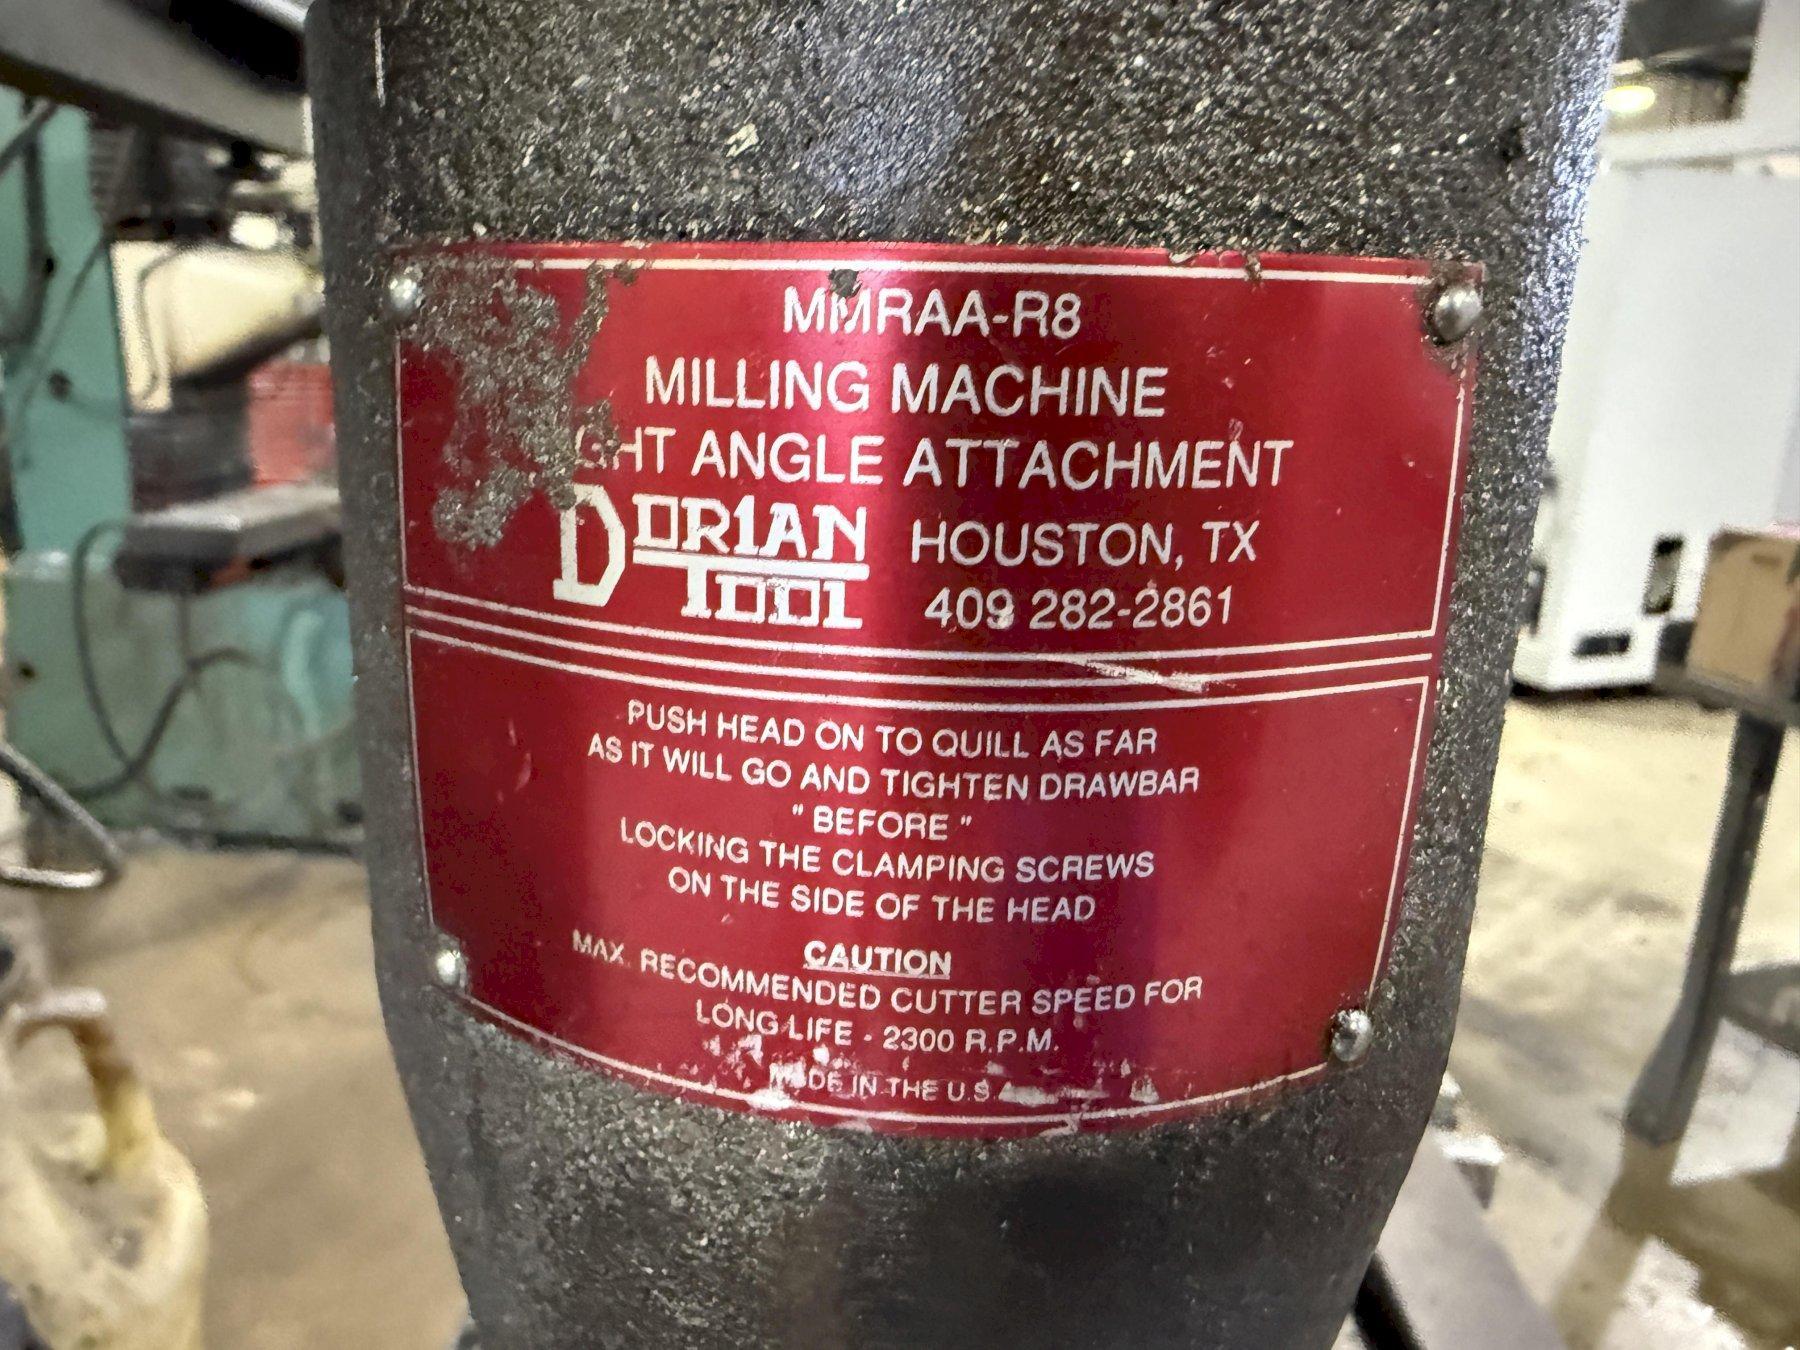 MMRAA-R8
MILLING MACHINE
GHT ANGLE ATTACHMENT
DORIAN TOOL
HOUSTON, TX
409 282-2861
PUSH HEAD ON TO QUILL AS FAR
AS IT WILL GO AND TIGHTEN DRAWBAR
" BEFORE "
LOCKING THE CLAMPING SCREWS
ON THE SIDE OF THE HEAD
CAUTION
MAX. RECOMMENDED CUTTER SPEED FOR
LONG LIFE - 2300 R.P.M.
MADE IN THE U.S.A.